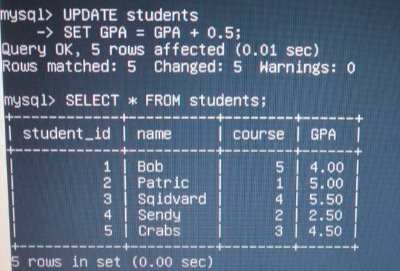 mysql> UPDATE students
    -> SET GPA = GPA + 0.5;
Query OK, 5 rows affected (0.01 sec)
Rows matched: 5  Changed: 5  Warnings: 0
mysql> SELECT * FROM students;
+------------+----------+--------+------+
| student_id | name     | course | GPA  |
+------------+----------+--------+------+
|          1 | Bob      |      5 | 4.00 |
|          2 | Patric   |      1 | 5.00 |
|          3 | Sqidvard |      4 | 5.50 |
|          4 | Sendy    |      2 | 2.50 |
|          5 | Crabs    |      3 | 4.50 |
+------------+----------+--------+------+
5 rows in set (0.00 sec)